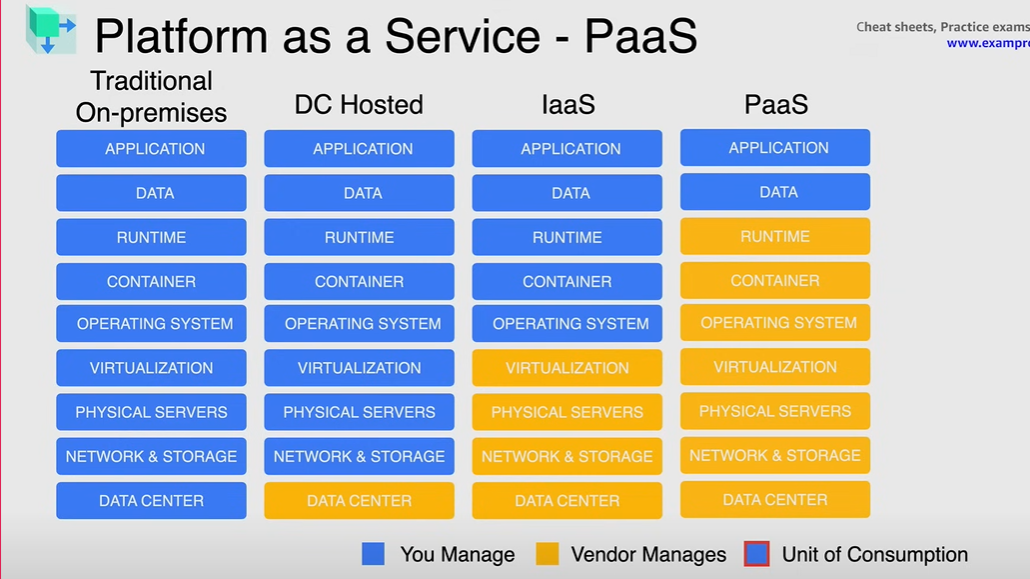 Platform as a Service - PaaS
Cheat sheets, Practice exams
www.exampro
Traditional
On-premises
DC Hosted
IaaS
PaaS
APPLICATION APPLICATION APPLICATION APPLICATION
DATA DATA DATA DATA
RUNTIME RUNTIME RUNTIME RUNTIME
CONTAINER CONTAINER CONTAINER CONTAINER
OPERATING SYSTEM OPERATING SYSTEM OPERATING SYSTEM OPERATING SYSTEM
VIRTUALIZATION VIRTUALIZATION VIRTUALIZATION VIRTUALIZATION
PHYSICAL SERVERS PHYSICAL SERVERS PHYSICAL SERVERS PHYSICAL SERVERS
NETWORK & STORAGE NETWORK & STORAGE NETWORK & STORAGE NETWORK & STORAGE
DATA CENTER DATA CENTER DATA CENTER DATA CENTER
You Manage Vendor Manages Unit of Consumption